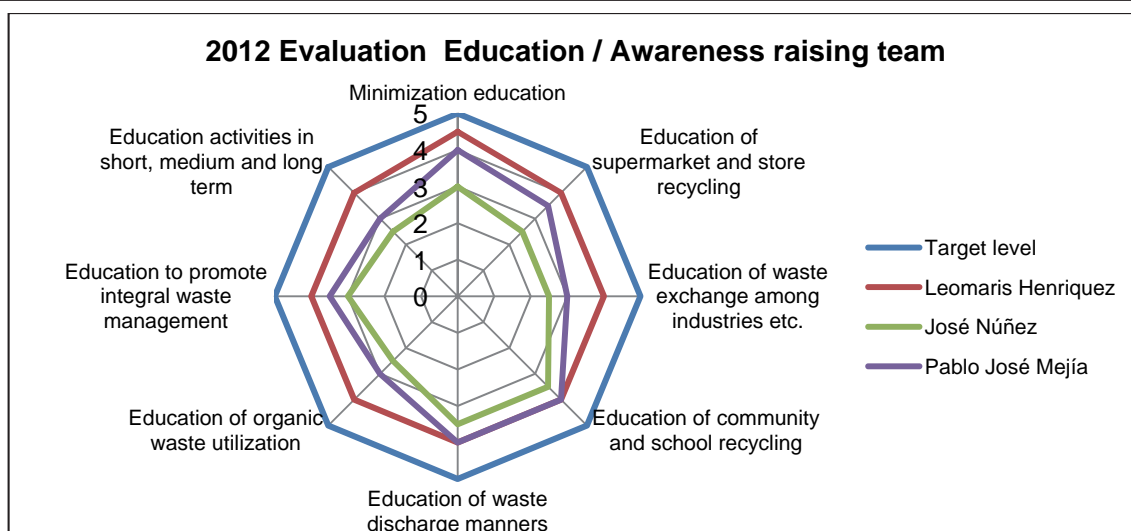 2012 Evaluation  Education / Awareness raising team
Minimization education
Education of
supermarket and store
recycling
Education of waste
exchange among
industries etc.
Education of community
and school recycling
Education of waste
discharge manners
Education of organic
waste utilization
Education to promote
integral waste
management
Education activities in
short, medium and long
term
5
4
3
2
1
0
Target level
Leomaris Henriquez
José Núñez
Pablo José Mejía